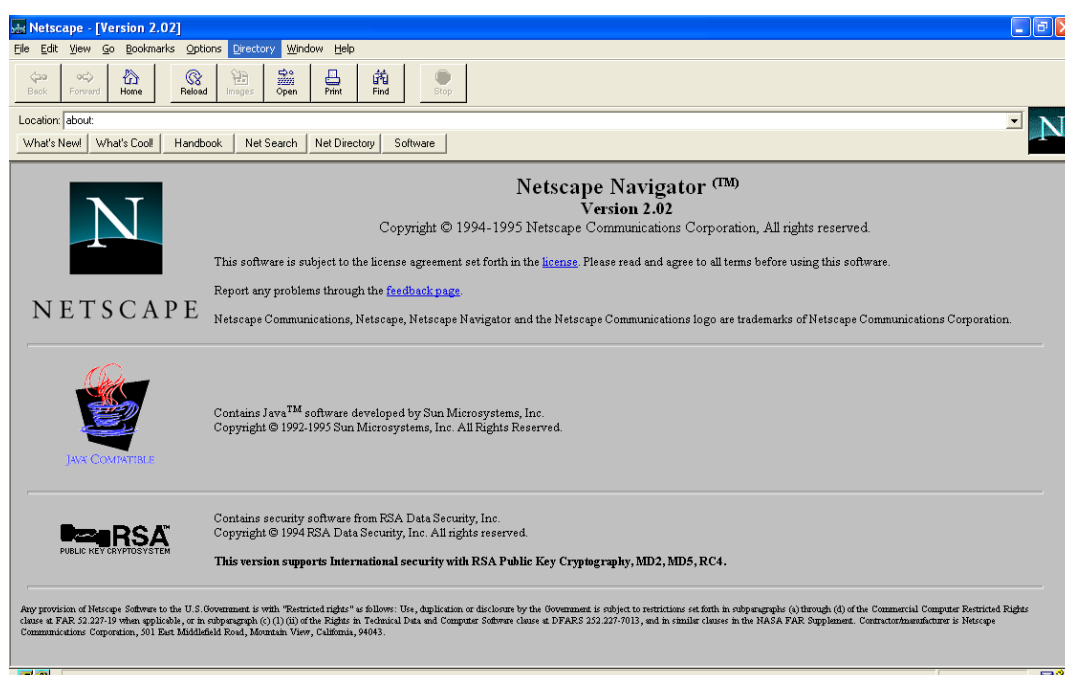 Netscape - [Version 2.02]
File Edit View Go Bookmarks Options Directory Window Help
Back Forward Home Reload Images Open Print Find Stop
Location: about:
What's New! What's Cool! Handbook Net Search Net Directory Software
N
N
NETSCAPE
Netscape Navigator (TM)
Version 2.02
Copyright © 1994-1995 Netscape Communications Corporation, All rights reserved.
This software is subject to the license agreement set forth in the license. Please read and agree to all terms before using this software.
Report any problems through the feedback page.
Netscape Communications, Netscape, Netscape Navigator and the Netscape Communications logo are trademarks of Netscape Communications Corporation.
JAVA COMPATIBLE
Contains Java™ software developed by Sun Microsystems, Inc.
Copyright © 1992-1995 Sun Microsystems, Inc. All Rights Reserved.
RSA™
PUBLIC KEY CRYPTOSYSTEM
Contains security software from RSA Data Security, Inc.
Copyright © 1994 RSA Data Security, Inc. All rights reserved.
This version supports International security with RSA Public Key Cryptography, MD2, MD5, RC4.
Any provision of Netscape Software to the U.S. Government is with "Restricted rights" as follows: Use, duplication or disclosure by the Government is subject to restrictions set forth in subparagraphs (a) through (d) of the Commercial Computer Restricted Rights
clause at FAR 52.227-19 when applicable, or in subparagraph (c) (1) (ii) of the Rights in Technical Data and Computer Software clause at DFARS 252.227-7013, and in similar clauses in the NASA FAR Supplement. Contractor/manufacturer is Netscape
Communications Corporation, 501 East Middlefield Road, Mountain View, California, 94043.